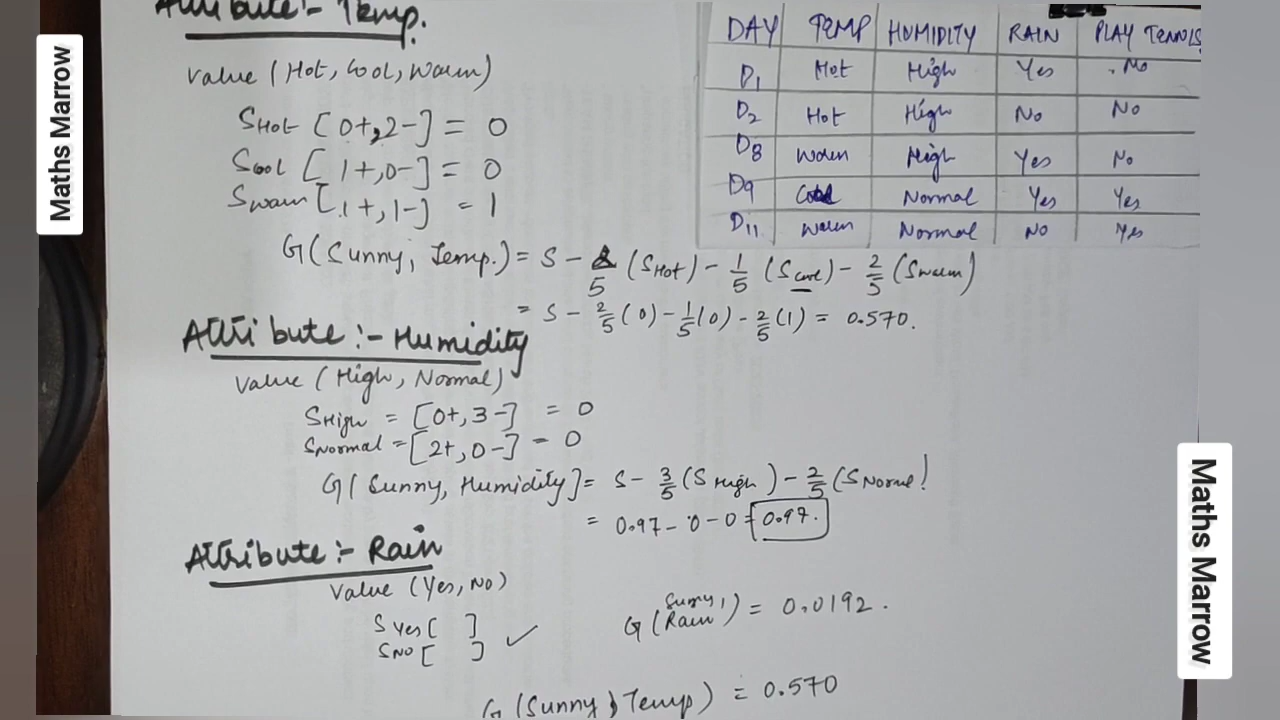 Attribute :- Temp.
Value (Hot, Cool, Warm)
SHot [0+, 2-] = 0
SCool [1+, 0-] = 0
SWarm [1+, 1-] = 1
G(Sunny, Temp.) = S - 2/5 (SHot) - 1/5 (SCool) - 2/5 (SWarm)
= S - 2/5 (0) - 1/5 (0) - 2/5 (1) = 0.570.
Attribute :- Humidity
Value (High, Normal)
SHigh = [0+, 3-] = 0
SNormal = [2+, 0-] = 0
G[Sunny, Humidity] = S - 3/5 (SHigh) - 2/5 (SNormal)
= 0.97 - 0 - 0 = 0.97.
Attribute :- Rain
Value (Yes, No)
SYes [ ]
SNO [ ] ✓
G(Sunny, Rain) = 0.0192.
G(Sunny, Temp) = 0.570
DAY TEMP HUMIDITY RAIN PLAY TENNIS
D1 Hot High Yes No
D2 Hot High No No
D8 Warm High Yes No
D9 Cool Normal Yes Yes
D11 Warm Normal No Yes
Maths Marrow
Maths Marrow